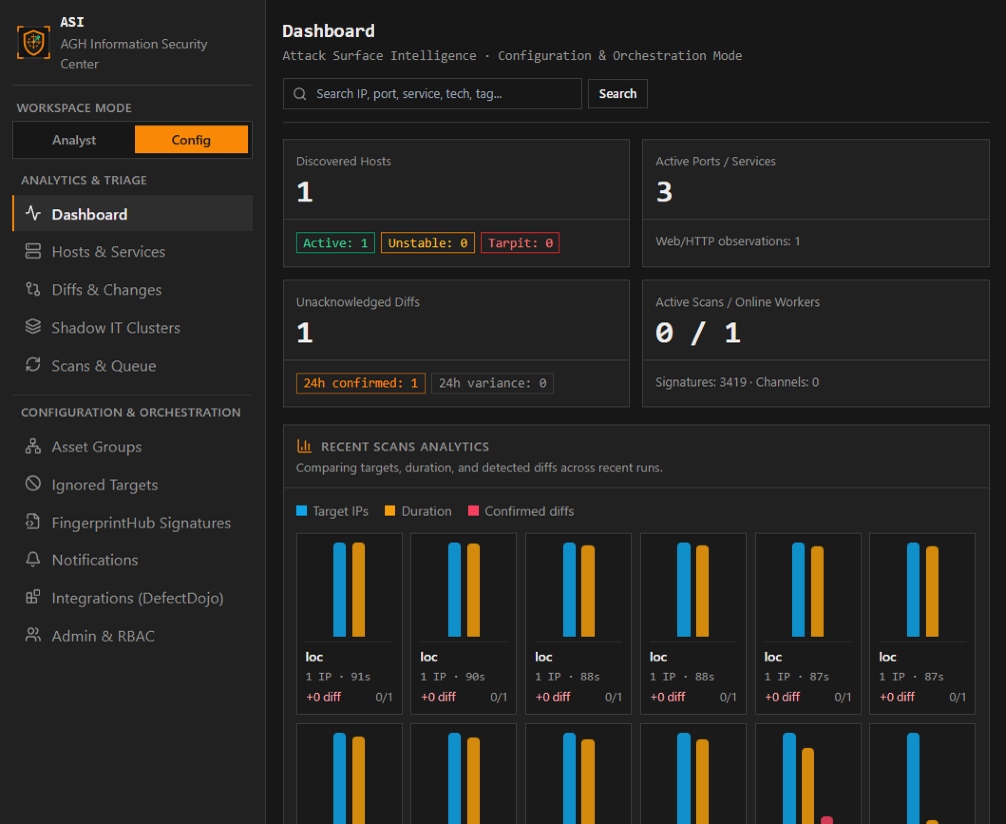 ASI
AGH Information Security
Center
WORKSPACE MODE
Analyst
Config
ANALYTICS & TRIAGE
Dashboard
Hosts & Services
Diffs & Changes
Shadow IT Clusters
Scans & Queue
CONFIGURATION & ORCHESTRATION
Asset Groups
Ignored Targets
FingerprintHub Signatures
Notifications
Integrations (DefectDojo)
Admin & RBAC
Dashboard
Attack Surface Intelligence · Configuration & Orchestration Mode
Search IP, port, service, tech, tag...
Search
Discovered Hosts
1
Active: 1
Unstable: 0
Tarpit: 0
Active Ports / Services
3
Web/HTTP observations: 1
Unacknowledged Diffs
1
24h confirmed: 1
24h variance: 0
Active Scans / Online Workers
0 / 1
Signatures: 3419 · Channels: 0
RECENT SCANS ANALYTICS
Comparing targets, duration, and detected diffs across recent runs.
Target IPs
Duration
Confirmed diffs
loc
1 IP · 91s
+0 diff 0/1
loc
1 IP · 90s
+0 diff 0/1
loc
1 IP · 88s
+0 diff 0/1
loc
1 IP · 88s
+0 diff 0/1
loc
1 IP · 87s
+0 diff 0/1
loc
1 IP · 87s
+0 diff 0/1